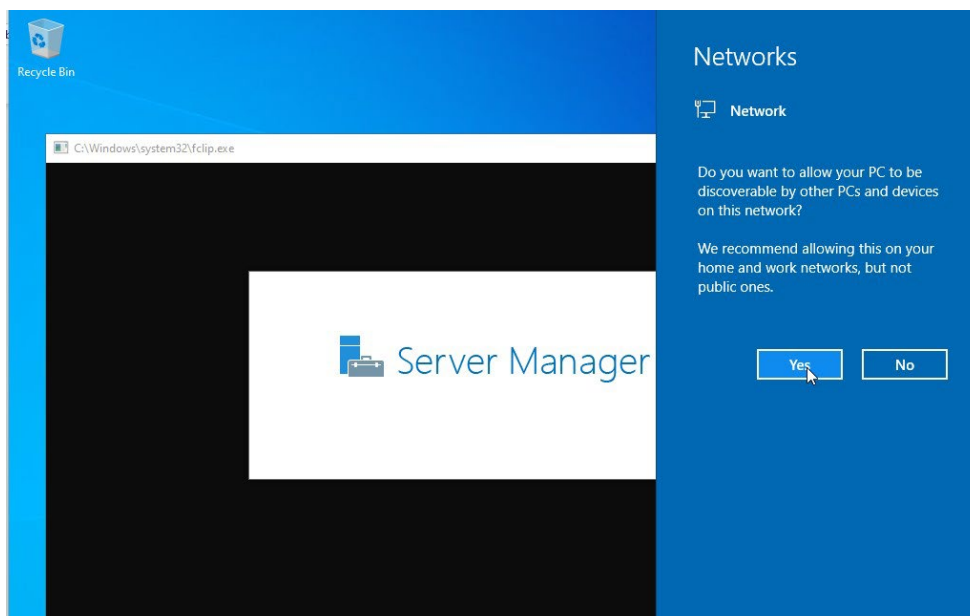 Recycle Bin
C:\Windows\system32\fclip.exe
Server Manager
Networks
Network
Do you want to allow your PC to be
discoverable by other PCs and devices
on this network?
We recommend allowing this on your
home and work networks, but not
public ones.
Yes
No